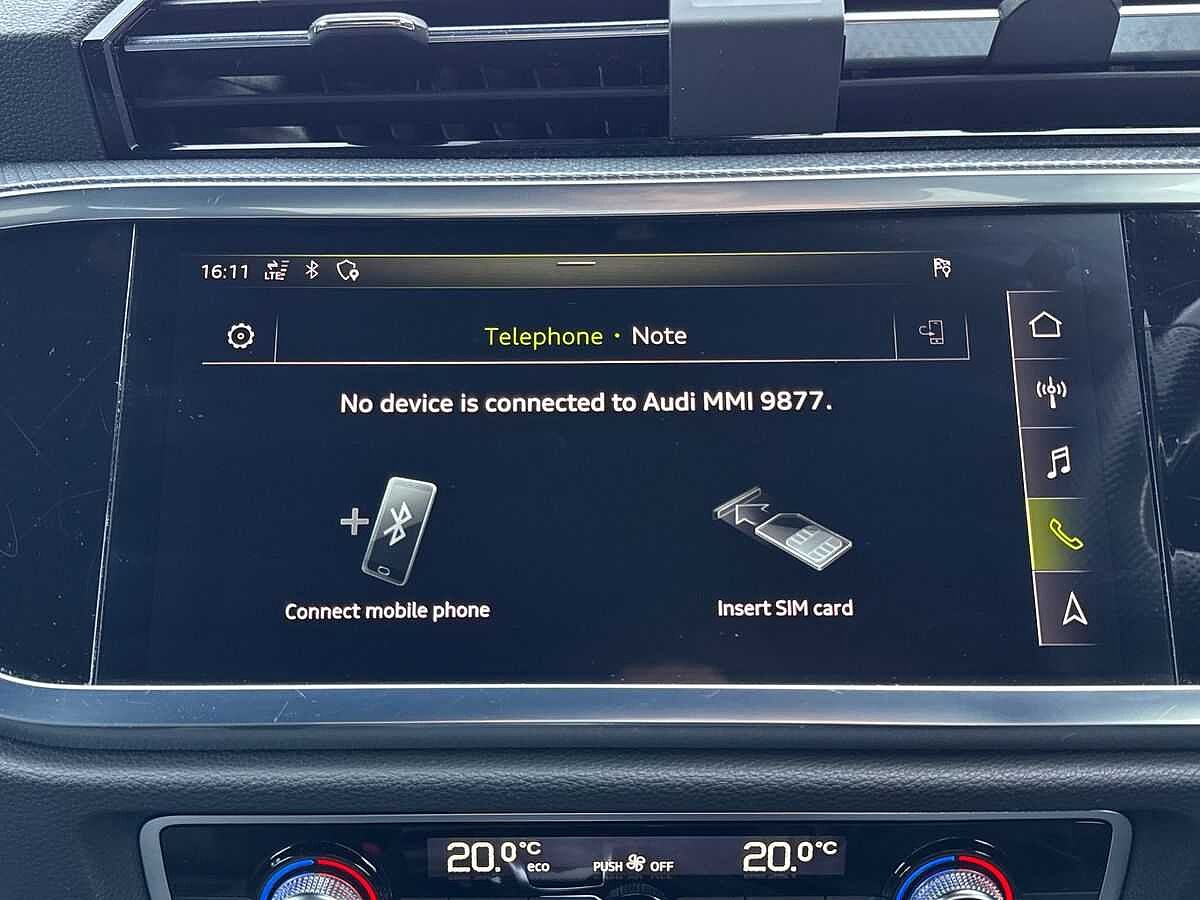 16:11 LTE
Telephone · Note
No device is connected to Audi MMI 9877.
Connect mobile phone
Insert SIM card
20.0°C eco PUSH OFF 20.0°C